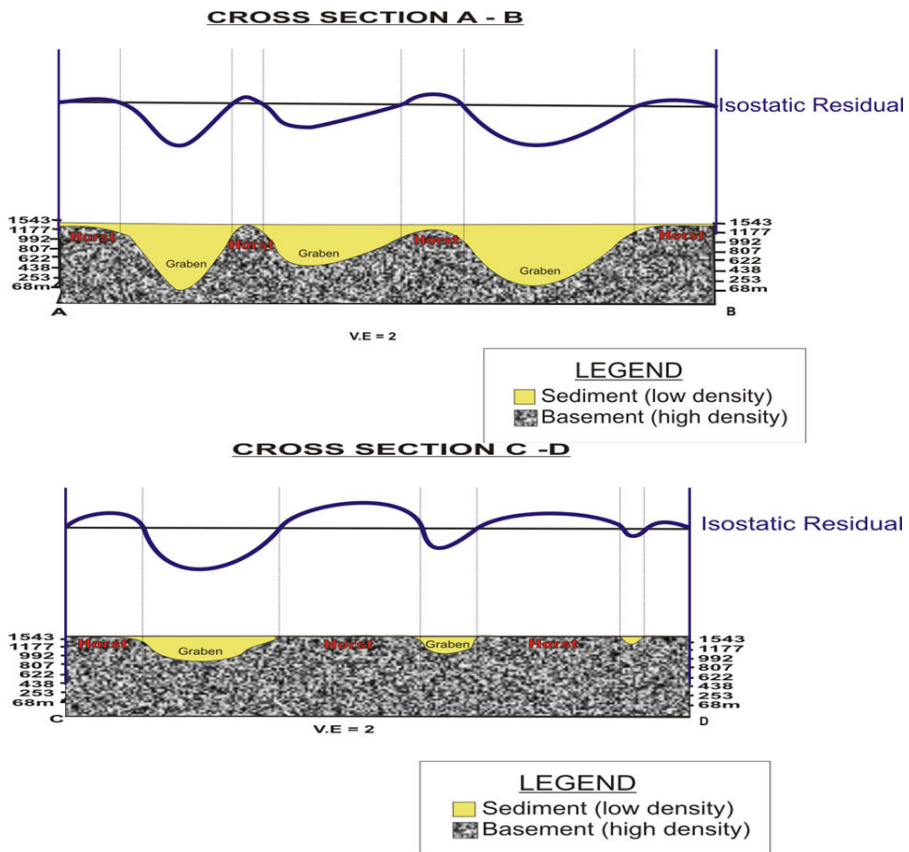 CROSS SECTION A - B
Isostatic Residual
1543
1177
992
807
622
438
253
68m
Horst
Graben
Horst
Graben
Horst
Graben
Horst
1543
1177
992
807
622
438
253
68m
A
B
V.E = 2
LEGEND
Sediment (low density)
Basement (high density)
CROSS SECTION C -D
Isostatic Residual
1543
1177
992
807
622
438
253
68m
Horst
Graben
Horst
Graben
Horst
1543
1177
992
807
622
438
253
68m
C
D
V.E = 2
LEGEND
Sediment (low density)
Basement (high density)